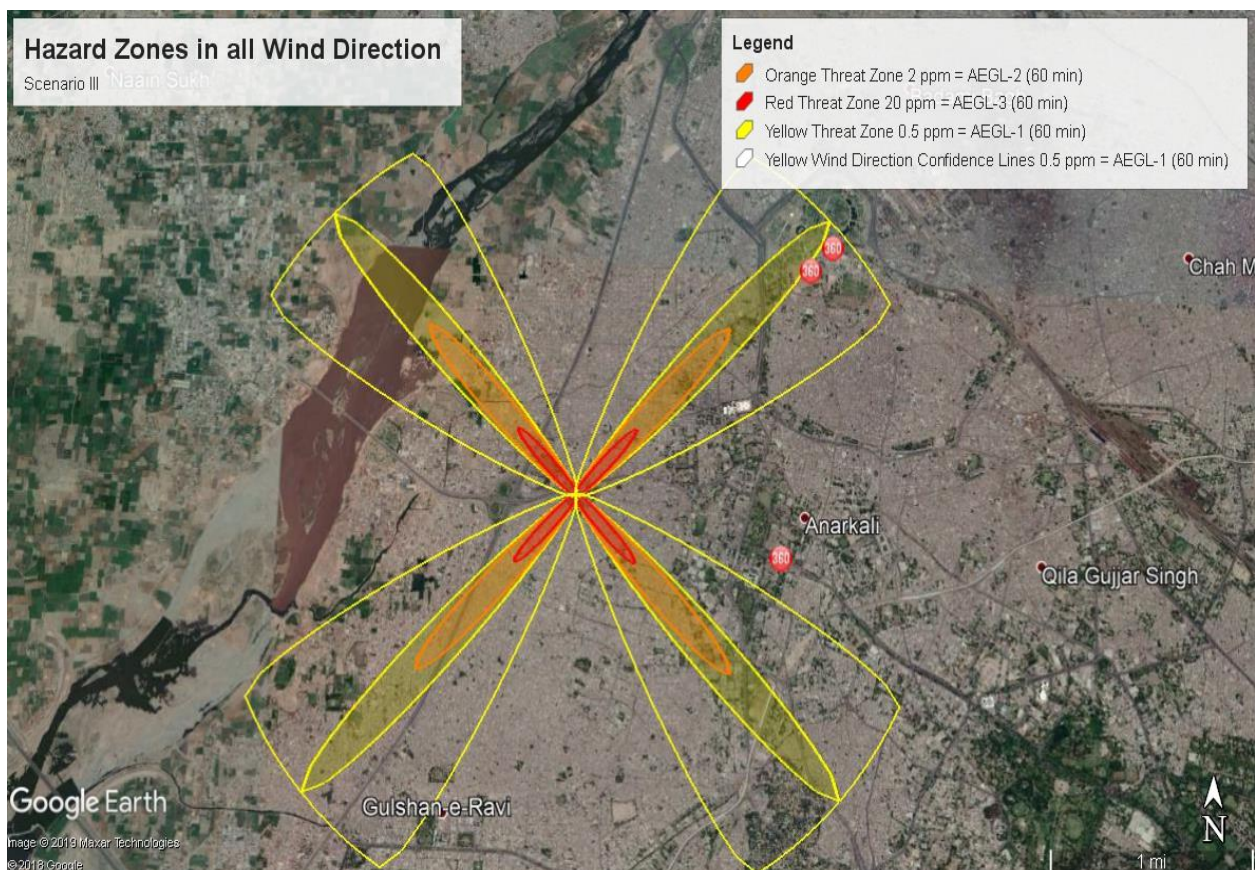 Hazard Zones in all Wind Direction
Scenario III
Naain Sukh
Legend
Orange Threat Zone 2 ppm = AEGL-2 (60 min)
Red Threat Zone 20 ppm = AEGL-3 (60 min)
Yellow Threat Zone 0.5 ppm = AEGL-1 (60 min)
Yellow Wind Direction Confidence Lines 0.5 ppm = AEGL-1 (60 min)
360
360
Chah M
Anarkali
360
Qila Gujjar Singh
Google Earth
Gulshan-e-Ravi
Image © 2019 Maxar Technologies
© 2018 Google
N
1 mi